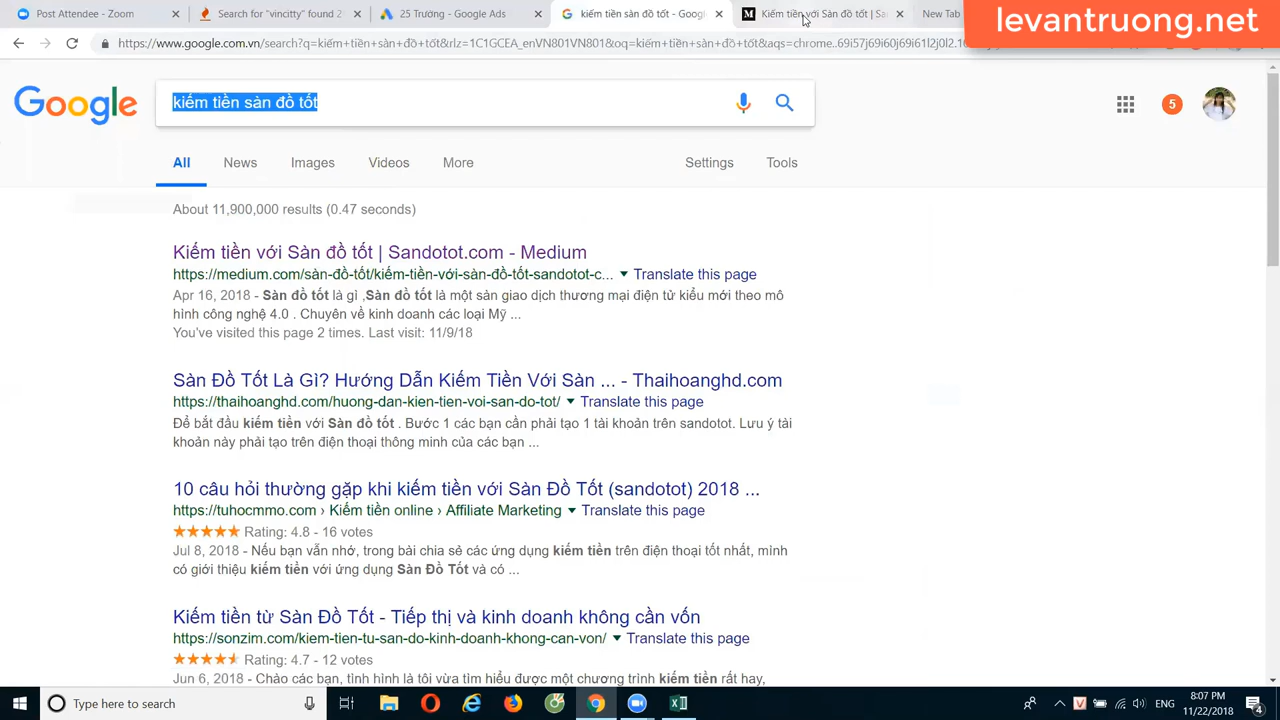 Post Attendee - Zoom
Search for "vincitty" found 2
25 Trường - Google Ads
kiếm tiền sàn đồ tốt - Goog
Kiếm tiền với Sàn đồ tốt | San
New Tab
levantruong.net
https://www.google.com.vn/search?q=kiếm+tiền+sàn+đồ+tốt&rlz=1C1GCEA_enVN801VN801&oq=kiếm+tiền+sàn+đồ+tốt&aqs=chrome..69i57j69i60j69i61l2j0l2.16
Google
kiếm tiền sàn đồ tốt
5
All News Images Videos More Settings Tools
About 11,900,000 results (0.47 seconds)
Kiếm tiền với Sàn đồ tốt | Sandotot.com - Medium
https://medium.com/sàn-đồ-tốt/kiếm-tiền-với-sàn-đồ-tốt-sandotot-c... ▼ Translate this page
Apr 16, 2018 - Sàn đồ tốt là gì ,Sàn đồ tốt là một sản giao dịch thương mại điện tử kiểu mới theo mô
hình công nghệ 4.0 . Chuyên về kinh doanh các loại Mỹ ...
You've visited this page 2 times. Last visit: 11/9/18
Sàn Đồ Tốt Là Gì? Hướng Dẫn Kiếm Tiền Với Sàn ... - Thaihoanghd.com
https://thaihoanghd.com/huong-dan-kien-tien-voi-san-do-tot/ ▼ Translate this page
Để bắt đầu kiếm tiền với Sàn đồ tốt . Bước 1 các bạn cần phải tạo 1 tài khoản trên sandotot. Lưu ý tài
khoản này phải tạo trên điện thoại thông minh của các bạn ...
10 câu hỏi thường gặp khi kiếm tiền với Sàn Đồ Tốt (sandotot) 2018 ...
https://tuhocmmo.com › Kiếm tiền online › Affiliate Marketing ▼ Translate this page
★★★★★ Rating: 4.8 - 16 votes
Jul 8, 2018 - Nếu bạn vẫn nhớ, trong bài chia sẻ các ứng dụng kiếm tiền trên điện thoại tốt nhất, mình
có giới thiệu kiếm tiền với ứng dụng Sàn Đồ Tốt và có ...
Kiếm tiền từ Sàn Đồ Tốt - Tiếp thị và kinh doanh không cần vốn
https://sonzim.com/kiem-tien-tu-san-do-kinh-doanh-khong-can-von/ ▼ Translate this page
Rating: 4.7 - 12 votes
Jun 6, 2018 - Chào các bạn, tình hình là tôi vừa tìm hiểu được một chương trình kiếm tiền rất hay,
Type here to search
ENG
8:07 PM
11/22/2018
4